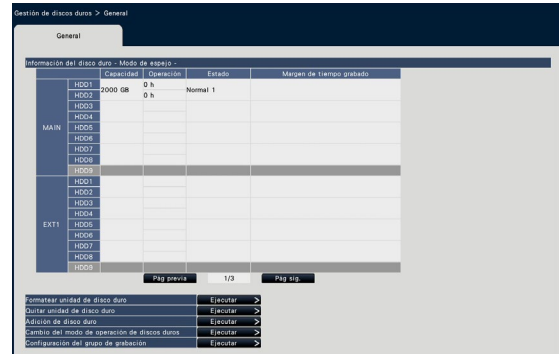 Gestión de discos duros > General
General
Información del disco duro - Modo de espejo -
Capacidad Operación Estado Margen de tiempo grabado
MAIN
HDD1 2000 GB 0 h Normal 1
HDD2 0 h
HDD3
HDD4
HDD5
HDD6
HDD7
HDD8
HDD9
EXT1
HDD1
HDD2
HDD3
HDD4
HDD5
HDD6
HDD7
HDD8
HDD9
Pág previa 1/3 Pág sig.
Formatear unidad de disco duro Ejecutar >
Quitar unidad de disco duro Ejecutar >
Adición de disco duro Ejecutar >
Cambio del modo de operación de discos duros Ejecutar >
Configuración del grupo de grabación Ejecutar >